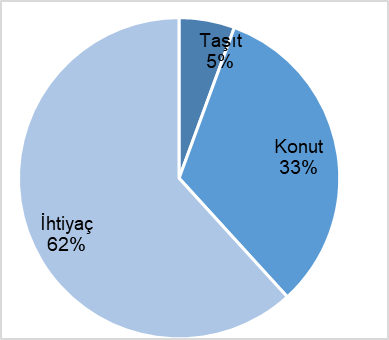 Taşıt
5%
Konut
33%
İhtiyaç
62%